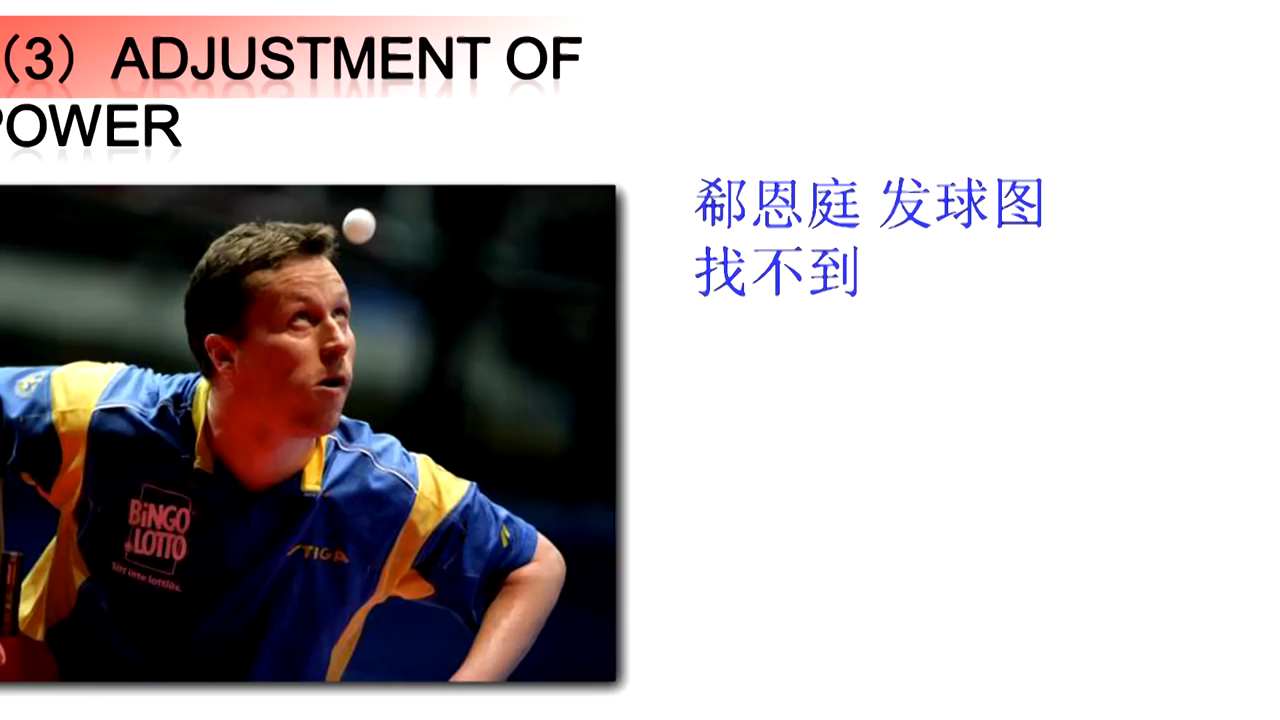 （3）ADJUSTMENT OF
POWER
郗恩庭 发球图
找不到
BiNGO
LOTTO
STIGA